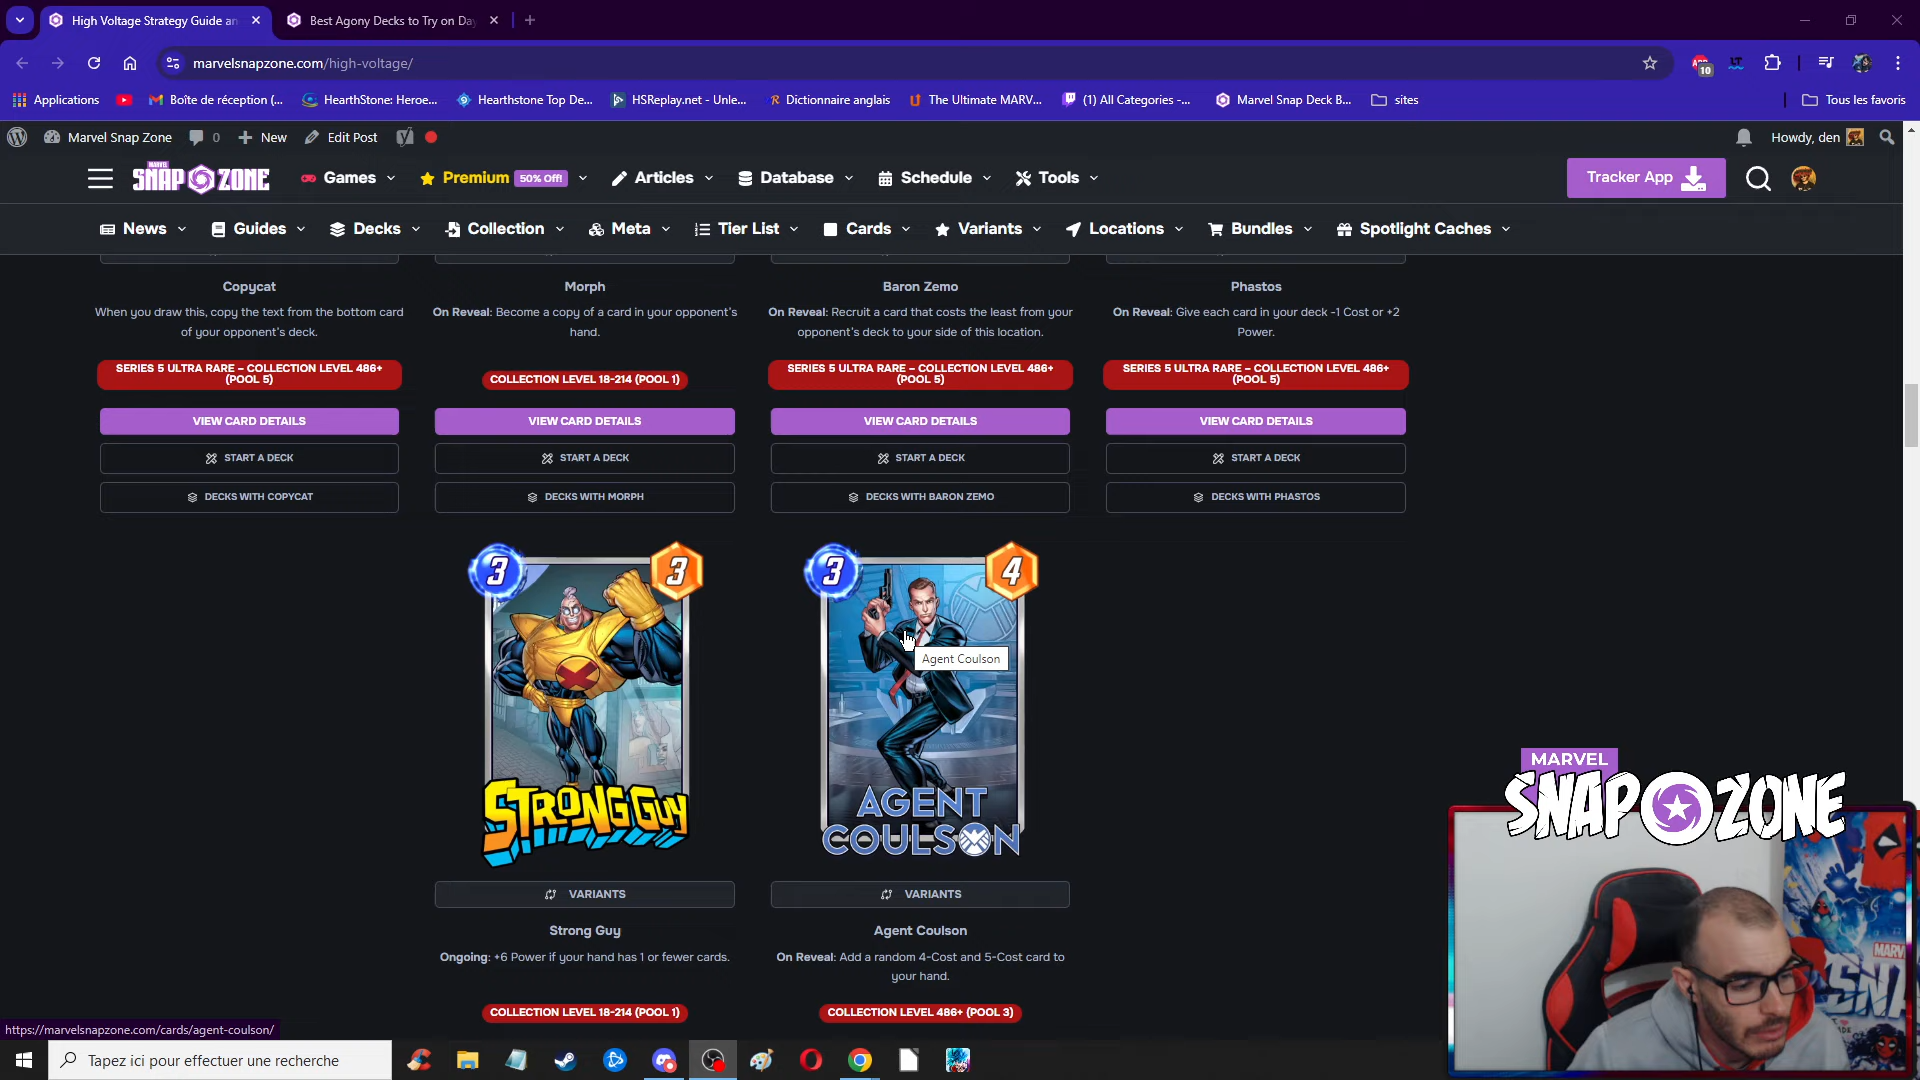 High Voltage Strategy Guide an
Best Agony Decks to Try on Day
marvelsnapzone.com/high-voltage/
10
Applications
Boîte de réception (...
HearthStone: Heroe...
Hearthstone Top De...
HSReplay.net - Unle...
Dictionnaire anglais
The Ultimate MARV...
(1) All Categories -...
Marvel Snap Deck B...
sites
Tous les favoris
Marvel Snap Zone
0
New
Edit Post
Howdy, den
MARVEL
SNAP ZONE
Games
Premium
50% Off!
Articles
Database
Schedule
Tools
Tracker App
News
Guides
Decks
Collection
Meta
Tier List
Cards
Variants
Locations
Bundles
Spotlight Caches
Copycat
When you draw this, copy the text from the bottom card
of your opponent's deck.
SERIES 5 ULTRA RARE – COLLECTION LEVEL 486+
(POOL 5)
VIEW CARD DETAILS
START A DECK
DECKS WITH COPYCAT
Morph
On Reveal: Become a copy of a card in your opponent's
hand.
COLLECTION LEVEL 18-214 (POOL 1)
VIEW CARD DETAILS
START A DECK
DECKS WITH MORPH
Baron Zemo
On Reveal: Recruit a card that costs the least from your
opponent's deck to your side of this location.
SERIES 5 ULTRA RARE – COLLECTION LEVEL 486+
(POOL 5)
VIEW CARD DETAILS
START A DECK
DECKS WITH BARON ZEMO
Phastos
On Reveal: Give each card in your deck -1 Cost or +2
Power.
SERIES 5 ULTRA RARE – COLLECTION LEVEL 486+
(POOL 5)
VIEW CARD DETAILS
START A DECK
DECKS WITH PHASTOS
3
3
STRONG GUY
VARIANTS
Strong Guy
Ongoing: +6 Power if your hand has 1 or fewer cards.
COLLECTION LEVEL 18-214 (POOL 1)
3
4
Agent Coulson
AGENT
COULSON
VARIANTS
Agent Coulson
On Reveal: Add a random 4-Cost and 5-Cost card to
your hand.
COLLECTION LEVEL 486+ (POOL 3)
MARVEL
SNAP ZONE
https://marvelsnapzone.com/cards/agent-coulson/
Tapez ici pour effectuer une recherche